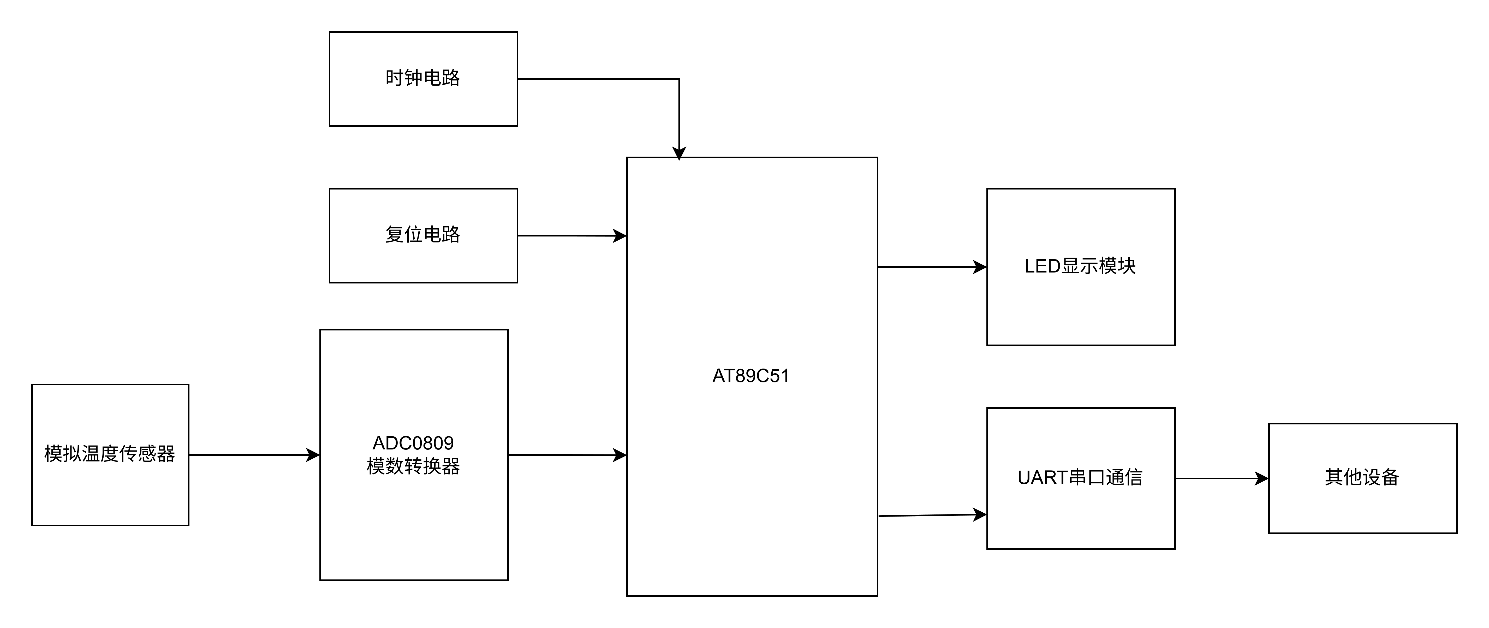 时钟电路
复位电路
LED显示模块
AT89C51
模拟温度传感器
ADC0809
模数转换器
UART串口通信
其他设备